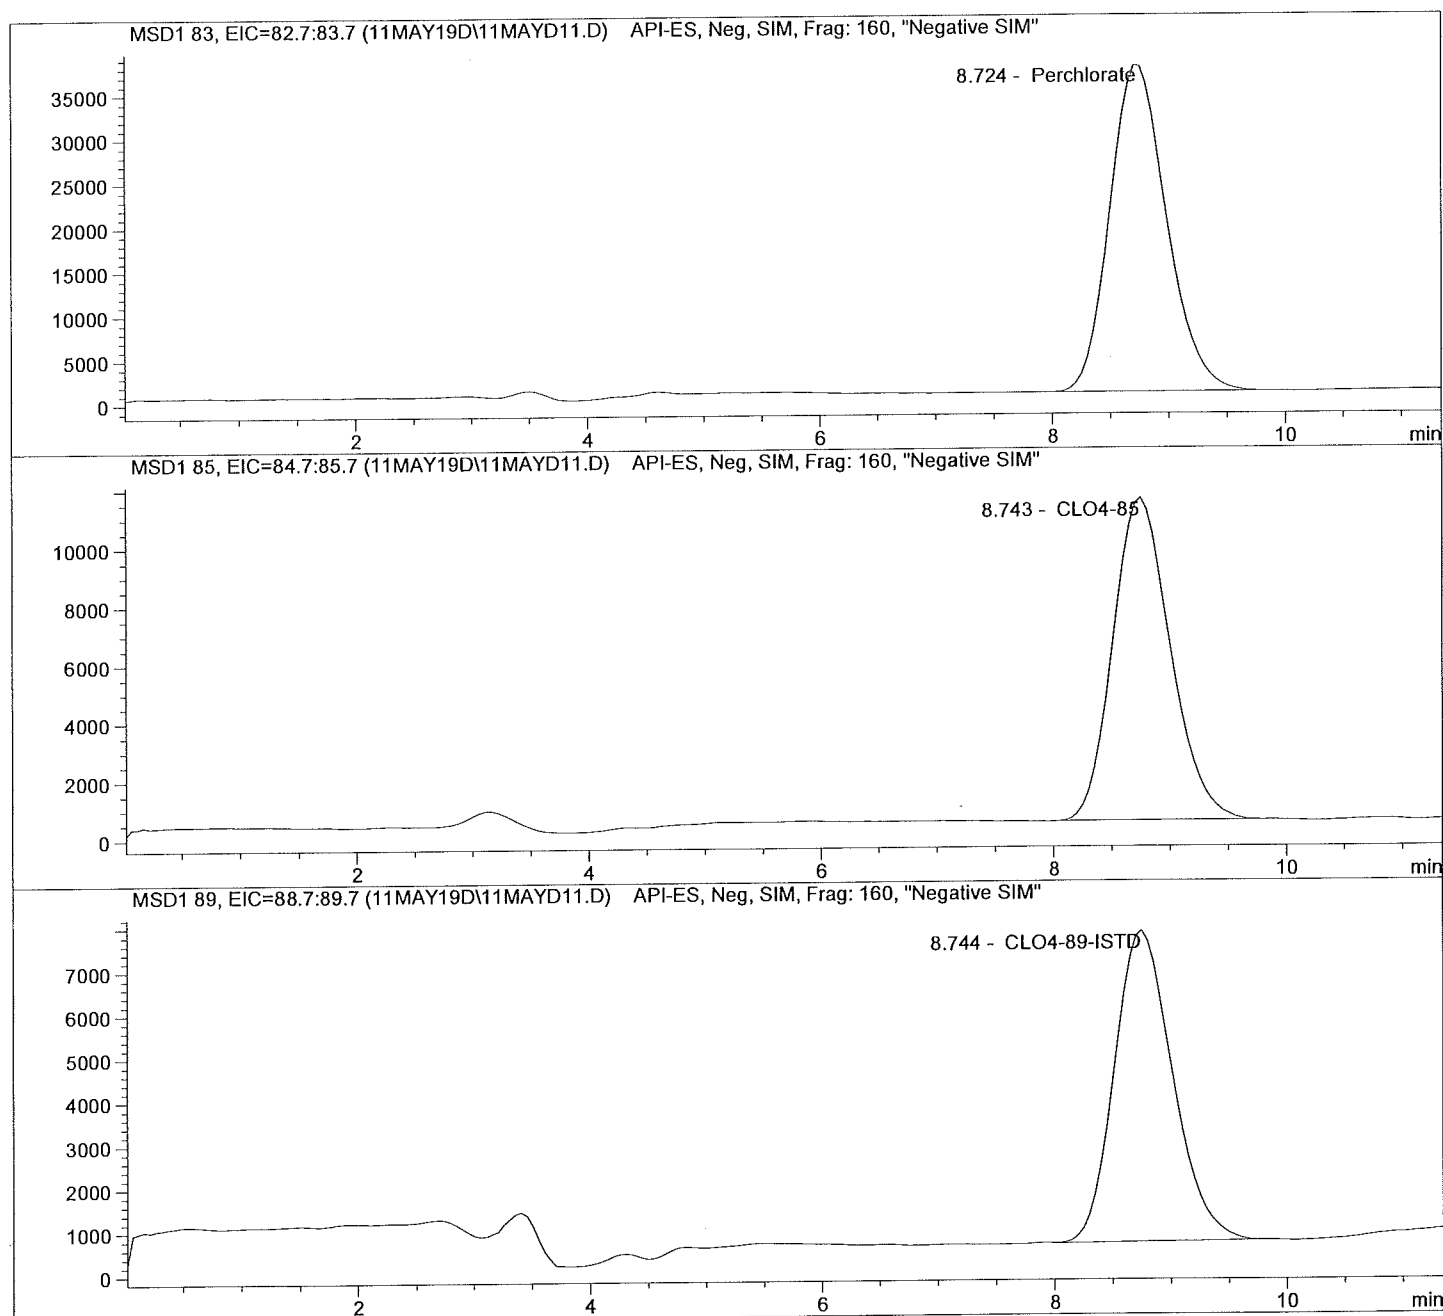 MSD1 83, EIC=82.7:83.7 (11MAY19D\11MAYD11.D) API-ES, Neg, SIM, Frag: 160, "Negative SIM"
8.724 - Perchlorate
35000
30000
25000
20000
15000
10000
5000
0
2 4 6 8 10 min
MSD1 85, EIC=84.7:85.7 (11MAY19D\11MAYD11.D) API-ES, Neg, SIM, Frag: 160, "Negative SIM"
8.743 - CLO4-85
10000
8000
6000
4000
2000
0
2 4 6 8 10 min
MSD1 89, EIC=88.7:89.7 (11MAY19D\11MAYD11.D) API-ES, Neg, SIM, Frag: 160, "Negative SIM"
8.744 - CLO4-89-ISTD
7000
6000
5000
4000
3000
2000
1000
0
2 4 6 8 10 min